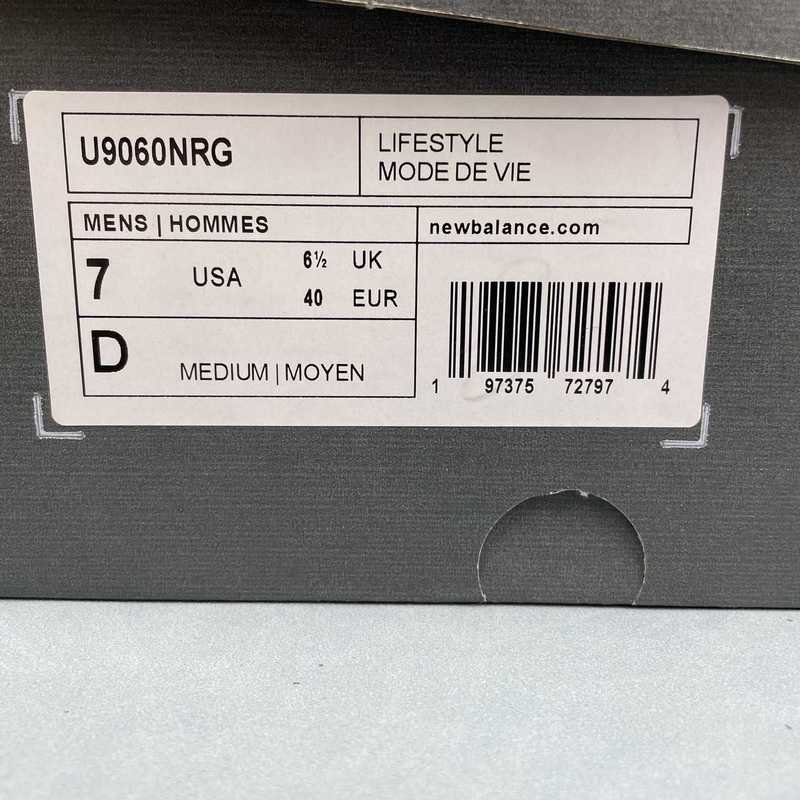 U9060NRG
LIFESTYLE
MODE DE VIE
MENS | HOMMES
newbalance.com
7 USA 6½ UK
40 EUR
D MEDIUM | MOYEN
1 97375 72797 4